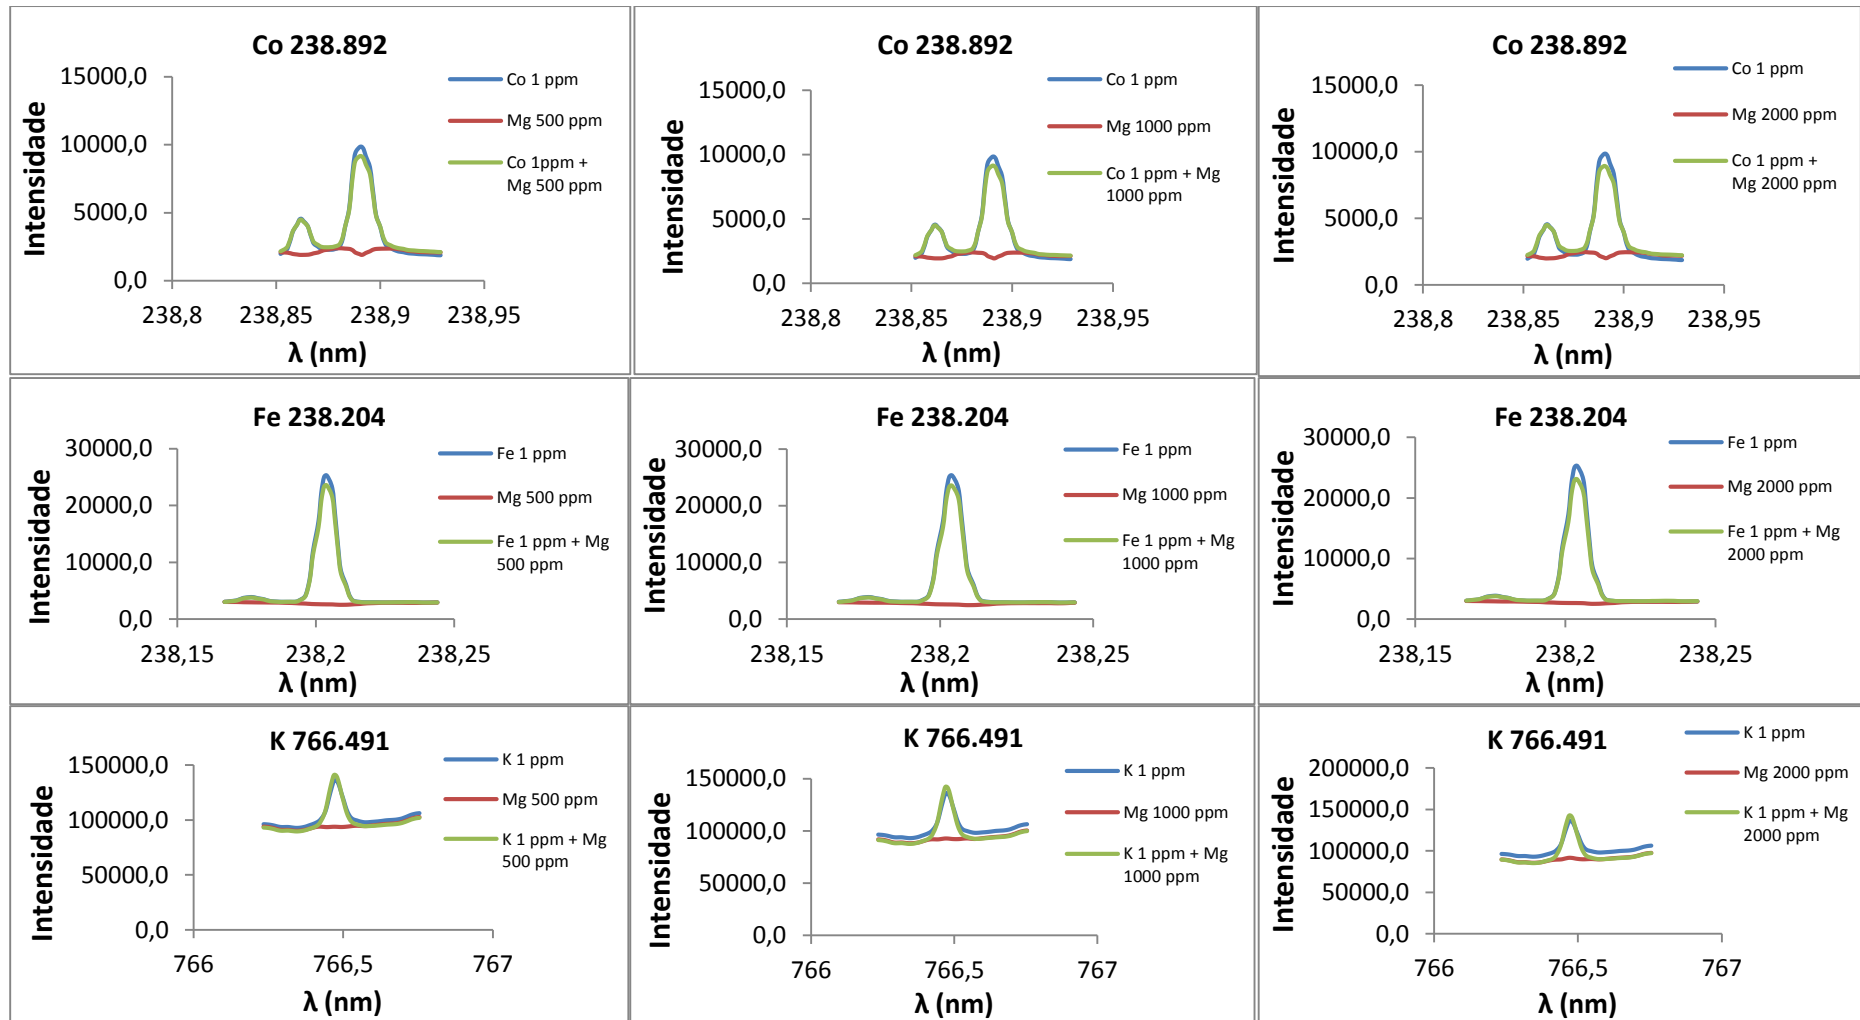 Co 238.892
Intensidade
15000,0
10000,0
5000,0
0,0
238,8 238,85 238,9 238,95
λ (nm)
Co 1 ppm
Mg 500 ppm
Co 1ppm +
Mg 500 ppm
Co 238.892
Intensidade
15000,0
10000,0
5000,0
0,0
238,8 238,85 238,9 238,95
λ (nm)
Co 1 ppm
Mg 1000 ppm
Co 1 ppm + Mg
1000 ppm
Co 238.892
Intensidade
15000,0
10000,0
5000,0
0,0
238,8 238,85 238,9 238,95
λ (nm)
Co 1 ppm
Mg 2000 ppm
Co 1 ppm +
Mg 2000 ppm
Fe 238.204
Intensidade
30000,0
20000,0
10000,0
0,0
238,15 238,2 238,25
λ (nm)
Fe 1 ppm
Mg 500 ppm
Fe 1 ppm + Mg
500 ppm
Fe 238.204
Intensidade
30000,0
20000,0
10000,0
0,0
238,15 238,2 238,25
λ (nm)
Fe 1 ppm
Mg 1000 ppm
Fe 1 ppm + Mg
1000 ppm
Fe 238.204
Intensidade
30000,0
20000,0
10000,0
0,0
238,15 238,2 238,25
λ (nm)
Fe 1 ppm
Mg 2000 ppm
Fe 1 ppm + Mg
2000 ppm
K 766.491
Intensidade
150000,0
100000,0
50000,0
0,0
766 766,5 767
λ (nm)
K 1 ppm
Mg 500 ppm
K 1 ppm + Mg
500 ppm
K 766.491
Intensidade
150000,0
100000,0
50000,0
0,0
766 766,5 767
λ (nm)
K 1 ppm
Mg 1000 ppm
K 1 ppm + Mg
1000 ppm
K 766.491
Intensidade
200000,0
150000,0
100000,0
50000,0
0,0
766 766,5 767
λ (nm)
K 1 ppm
Mg 2000 ppm
K 1 ppm + Mg
2000 ppm